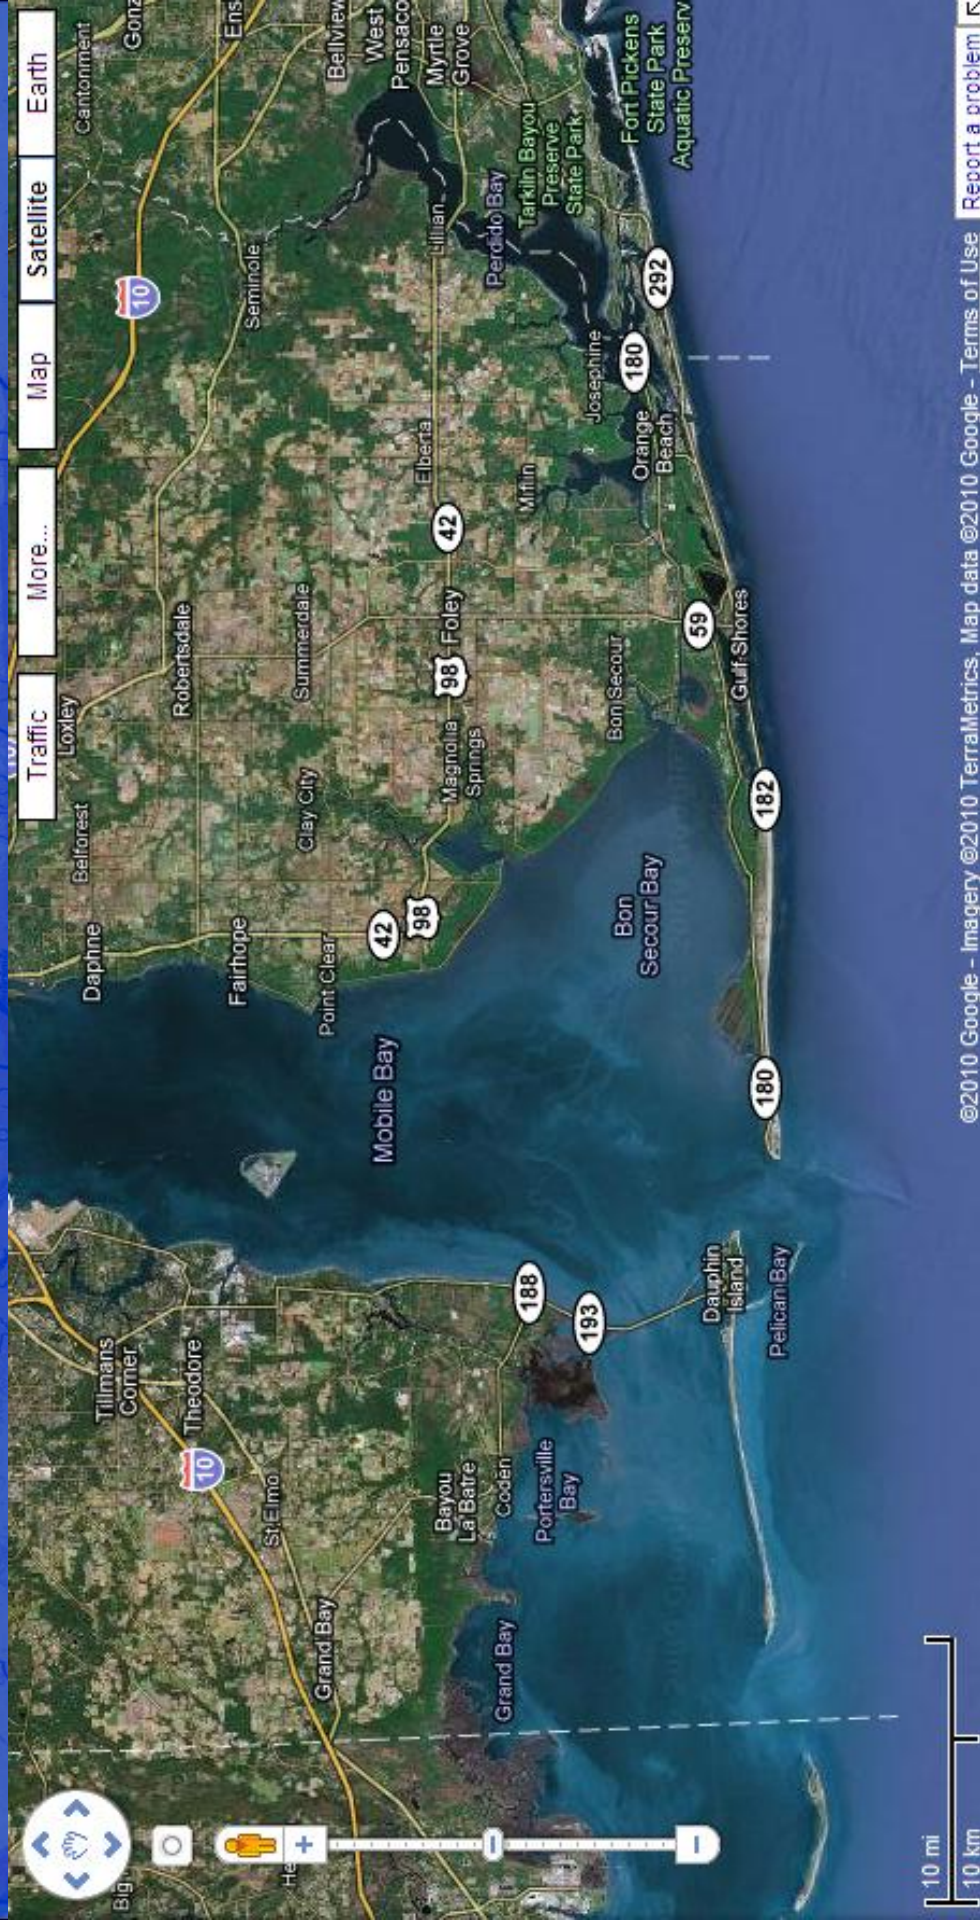 Traffic
More...
Map
Satellite
Earth
Big
He
10
Tillmans
Corner
Theodore
10
St Elmo
Grand Bay
Bayou
La Batre
Coden
Grand Bay
Portersville
Bay
188
193
Dauphin
Island
Pelican Bay
Mobile Bay
Daphne
Belforest
Loxley
Fairhope
Point Clear
Robertsdale
Clay City
Summerdale
42
98
Magnolia
Springs
98
Foley
42
Elberta
Lillian
Seminole
Cantonment
Gonz
Ens
Bellview
West
Pensaco
Myrtle
Grove
Perdido Bay
Tarkiln Bayou
Preserve
State Park
Fort Pickens
State Park
Aquatic Preserv
Miflin
Josephine
Bon Secour
Bon
Secour Bay
Orange
Beach
180
292
59
Gulf Shores
182
180
10 mi
10 km
©2010 Google - Imagery ©2010 TerraMetrics, Map data ©2010 Google - Terms of Use
Report a problem